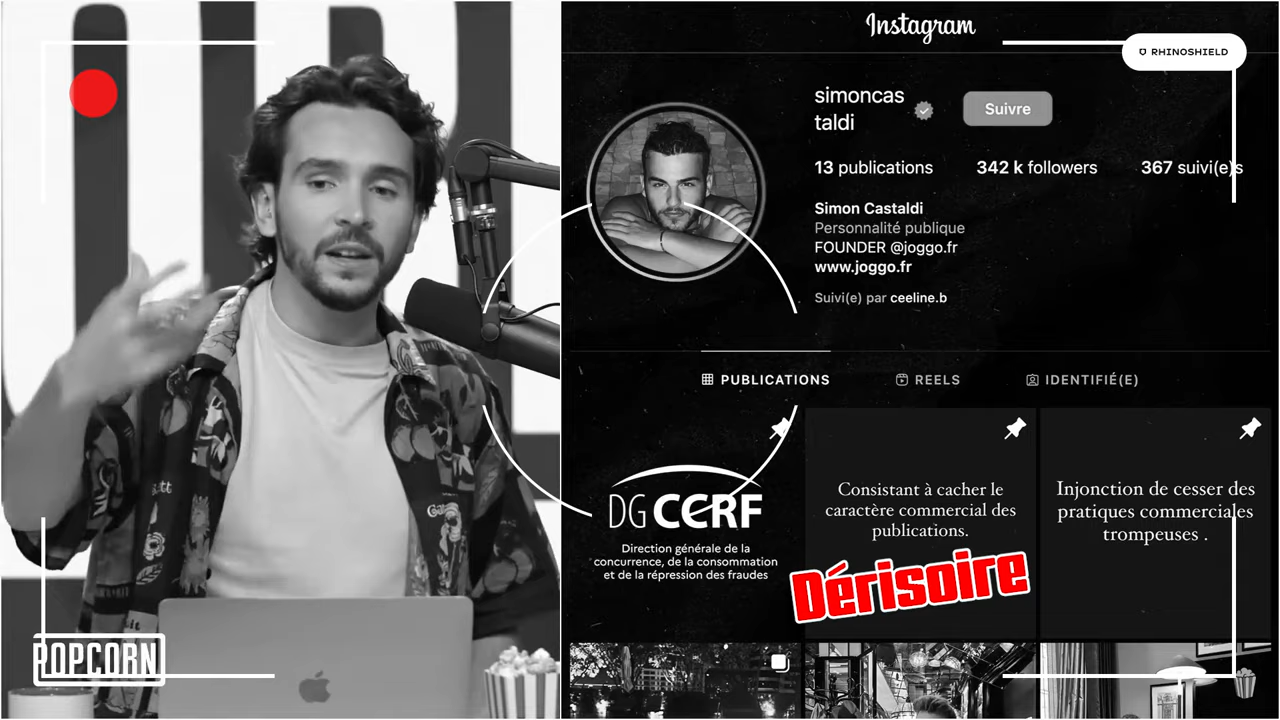 Instagram
RHINOSHIELD
simoncas
taldi
Suivre
13 publications
342 k followers
367 suivi(e)s
Simon Castaldi
Personnalité publique
FOUNDER @joggo.fr
www.joggo.fr
Suivi(e) par ceeline.b
PUBLICATIONS
REELS
IDENTIFIÉ(E)
DGCCRF
Direction générale de la
concurrence, de la consommation
et de la répression des fraudes
Consistant à cacher le
caractère commercial des
publications.
Dérisoire
Injonction de cesser des
pratiques commerciales
trompeuses .
POPCORN